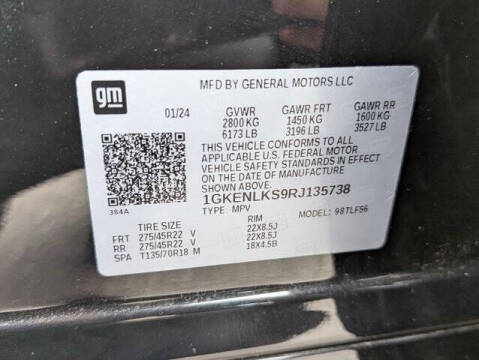 gm
MFD BY GENERAL MOTORS LLC
01/24 GVWR GAWR FRT GAWR RR
2800 KG 1450 KG 1600 KG
6173 LB 3196 LB 3527 LB
THIS VEHICLE CONFORMS TO ALL
APPLICABLE U.S. FEDERAL MOTOR
VEHICLE SAFETY STANDARDS IN EFFECT
ON THE DATE OF MANUFACTURE
SHOWN ABOVE.
1GKENLKS9RJ135738
TYPE: MPV MODEL: 98TLFS6
384A
TIRE SIZE RIM
FRT 275/45R22 V 22X8.5J
RR 275/45R22 V 22X8.5J
SPA T135/70R18 M 18X4.5B